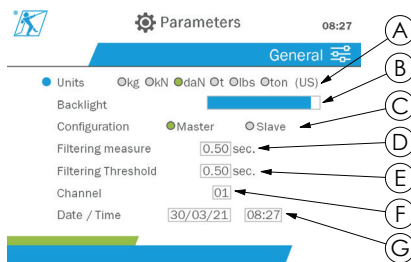 Parameters 08:27
General
Units kg kN daN t lbs ton (US) A
Backlight B
Configuration Master Slave C
Filtering measure 0.50 sec. D
Filtering Threshold 0.50 sec. E
Channel 01 F
Date / Time 30/03/21 08:27 G